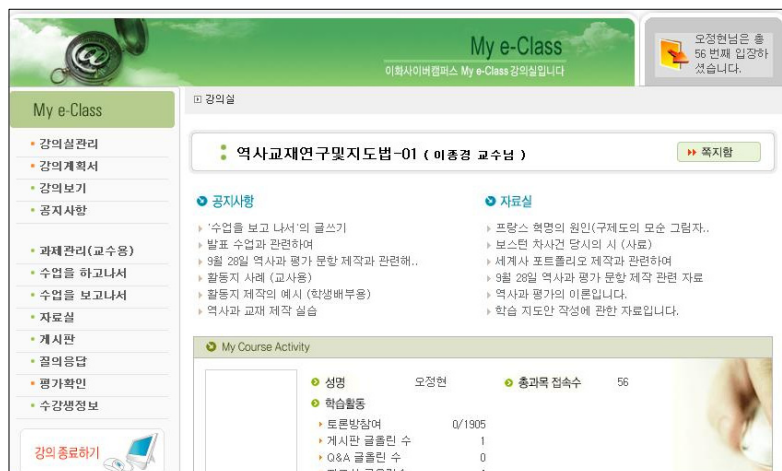 My e-Class
이화사이버캠퍼스 My e-Class 강의실입니다
오정현님은 총
56 번째 입장하
셨습니다.
My e-Class
강의실관리
강의계획서
강의보기
공지사항
과제관리(교수용)
수업을 하고나서
수업을 보고나서
자료실
게시판
질의응답
평가확인
수강생정보
강의 종료하기
강의실
역사교재연구및지도법-01 ( 이종경 교수님 )
쪽지함
공지사항
'수업을 보고 나서'의 글쓰기
발표 수업과 관련하여
9월 28일 역사과 평가 문항 제작과 관련해..
활동지 사례 (교사용)
활동지 제작의 예시 (학생배부용)
역사과 교재 제작 실습
자료실
프랑스 혁명의 원인(구제도의 모순 그림자..
보스턴 차사건 당시의 시 (사료)
세계사 포트폴리오 제작과 관련하여
9월 28일 역사과 평가 문항 제작 관련 자료
역사과 평가의 이론입니다.
학습 지도안 작성에 관한 자료입니다.
My Course Activity
성명 오정현 총과목 접속수 56
학습활동
토론방참여 0/1905
게시판 글올린 수 1
Q&A 글올린 수 0